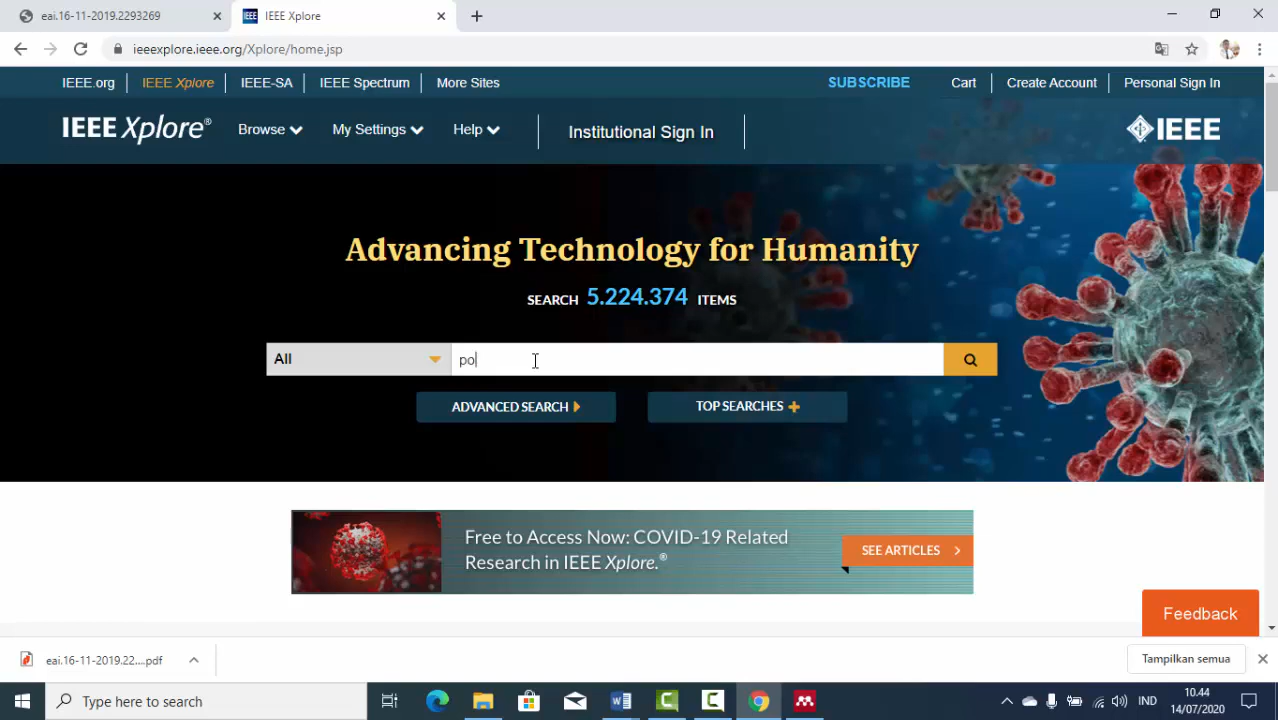 eai.16-11-2019.2293269
IEEE Xplore
ieeexplore.ieee.org/Xplore/home.jsp
IEEE.org IEEE Xplore IEEE-SA IEEE Spectrum More Sites SUBSCRIBE Cart Create Account Personal Sign In
IEEE Xplore® Browse My Settings Help Institutional Sign In IEEE
Advancing Technology for Humanity
SEARCH 5.224.374 ITEMS
All po
ADVANCED SEARCH TOP SEARCHES
Free to Access Now: COVID-19 Related
Research in IEEE Xplore.®
SEE ARTICLES
Feedback
eai.16-11-2019.22....pdf
Tampilkan semua
Type here to search
IND
10.44
14/07/2020